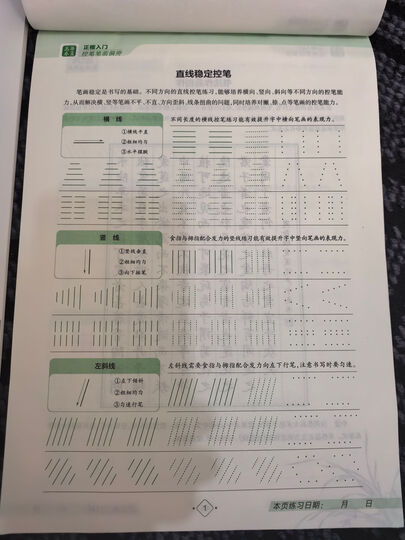 正楷入门
控笔笔画偏旁
直线稳定控笔
笔画稳定是书写的基础。不同方向的直线控笔练习,能够培养横向、竖向、斜向等不同方向的控笔能
力,从而解决横、竖等笔画不平、不直、方向歪斜、线条扭曲的问题,同时培养对撇、捺、点等笔画的控笔能力。
横 线
①横线平直
②粗细均匀
③水平摆腕
不同长度的横线控笔练习能有效提升字中横向笔画的表现力。
竖 线
①竖线垂直
②粗细均匀
③向下推笔
食指与拇指配合发力的竖线练习能有效提升字中竖向笔画的表现力。
左斜线
①左下倾斜
②粗细均匀
③匀速行笔
左斜线需要食指与拇指配合发力向左下行笔,注意书写时要匀速。
1
本页练习日期: 月 日